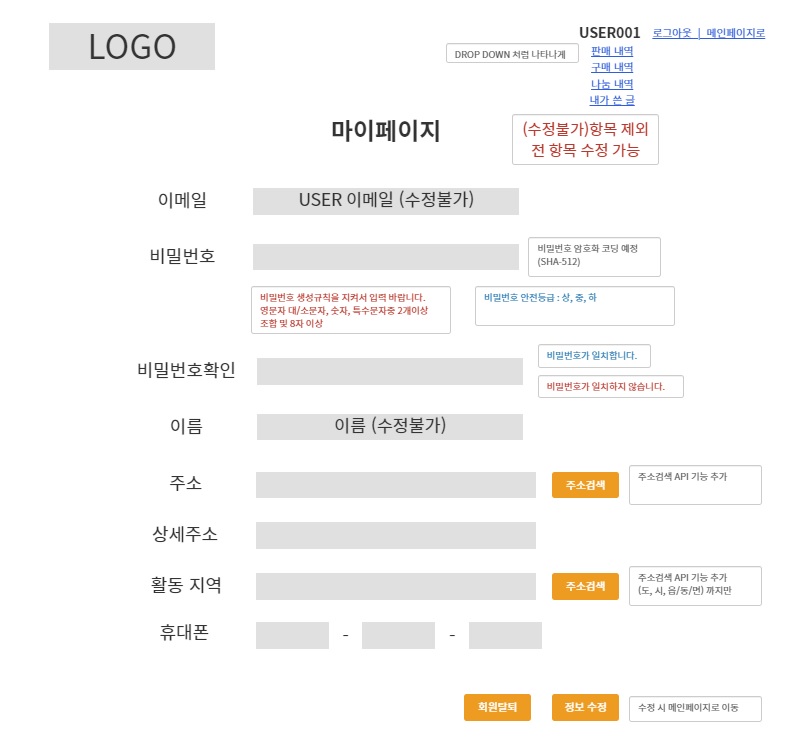 LOGO
USER001 로그아웃 | 메인페이지로
DROP DOWN 처럼 나타나게
판매 내역
구매 내역
나눔 내역
내가 쓴 글
마이페이지
(수정불가)항목 제외
전 항목 수정 가능
이메일
USER 이메일 (수정불가)
비밀번호
비밀번호 암호화 코딩 예정
(SHA-512)
비밀번호 생성규칙을 지켜서 입력 바랍니다.
영문자 대/소문자, 숫자, 특수문자중 2개이상
조합 및 8자 이상
비밀번호 안전등급 : 상, 중, 하
비밀번호확인
비밀번호가 일치합니다.
비밀번호가 일치하지 않습니다.
이름
이름 (수정불가)
주소
주소검색
주소검색 API 기능 추가
상세주소
활동 지역
주소검색
주소검색 API 기능 추가
(도, 시, 읍/동/면) 까지만
휴대폰
- -
회원탈퇴
정보 수정
수정 시 메인페이지로 이동